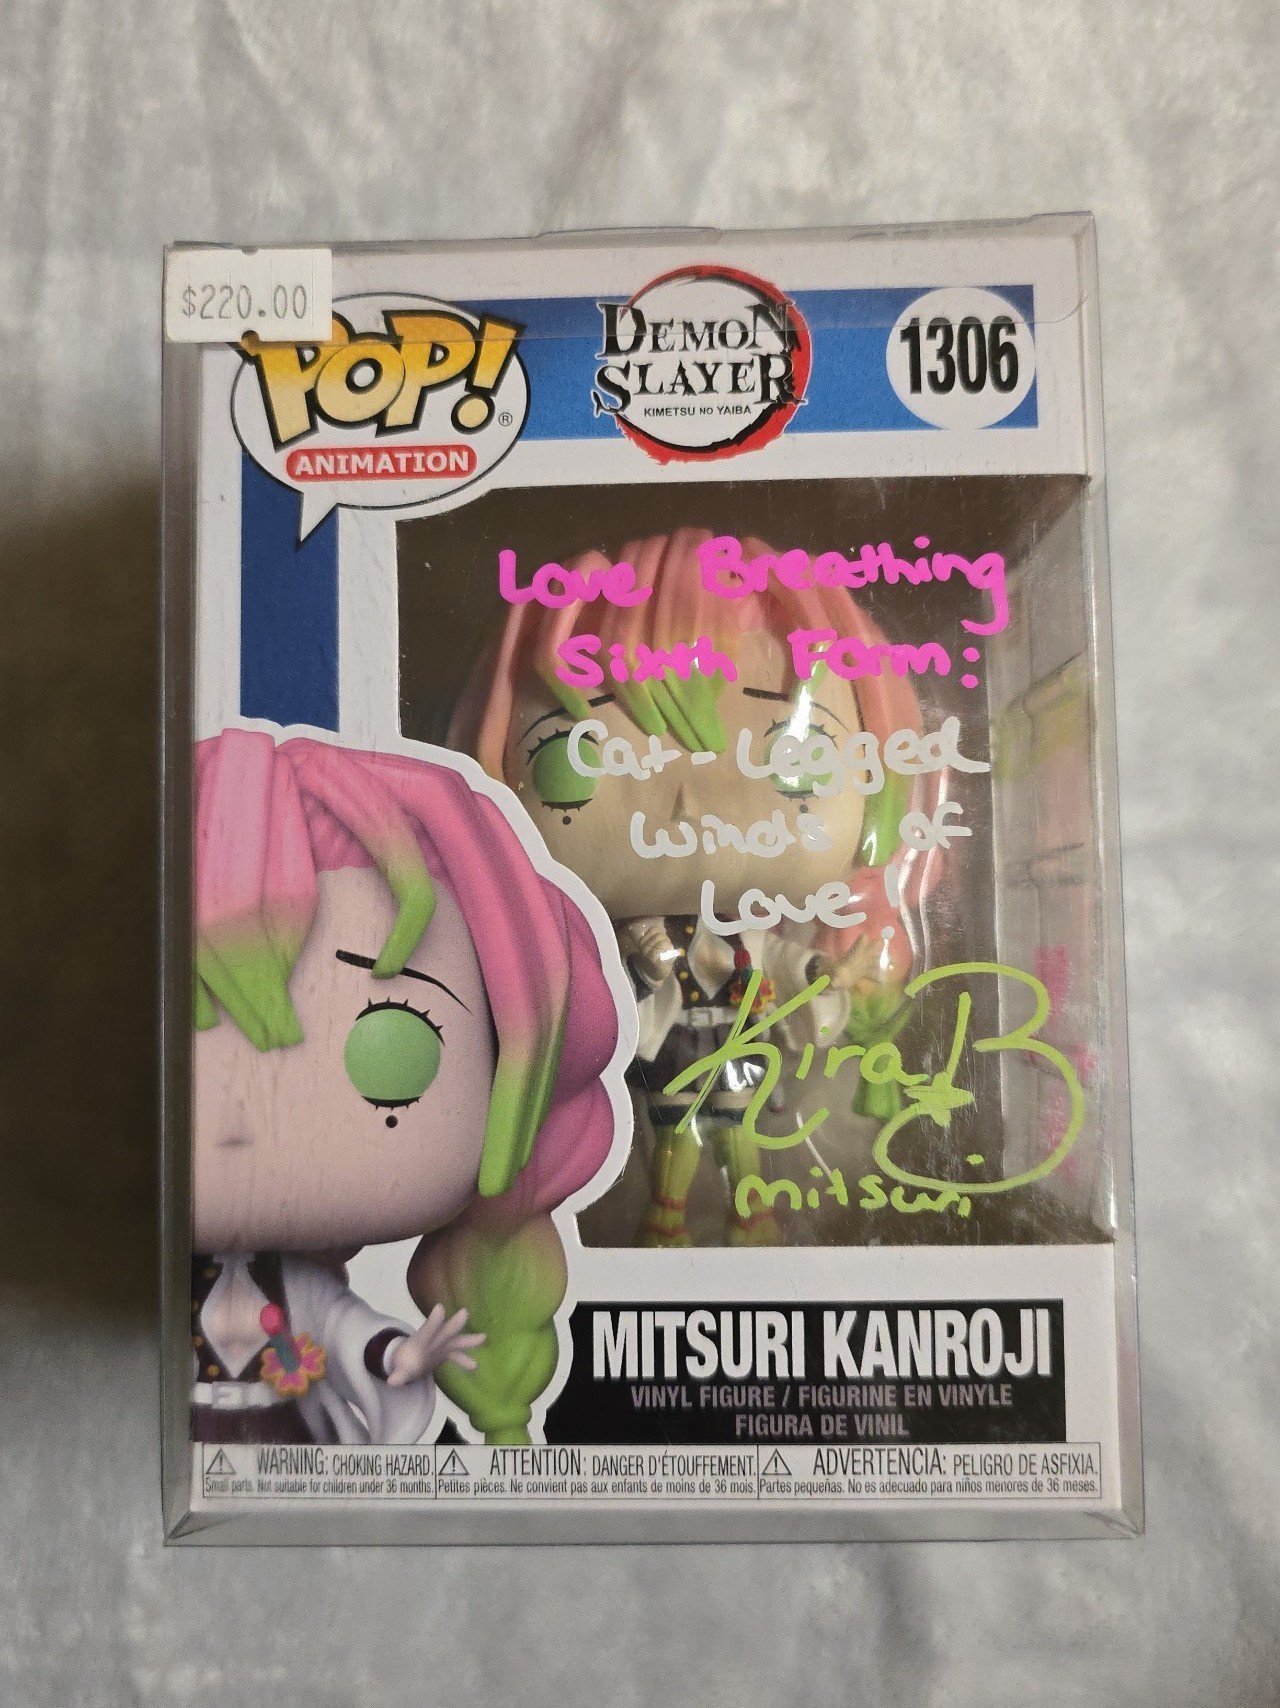 $220.00
POP!®
ANIMATION
DEMON
SLAYER
KIMETSU NO YAIBA
1306
Love Breathing
Sixth Form:
Cat-Legged
Winds of
Love!
Kira B
Mitsuri
MITSURI KANROJI
VINYL FIGURE / FIGURINE EN VINYLE
FIGURA DE VINIL
WARNING: CHOKING HAZARD.
Small parts. Not suitable for children under 36 months.
ATTENTION: DANGER D'ÉTOUFFEMENT.
Petites pièces. Ne convient pas aux enfants de moins de 36 mois.
ADVERTENCIA: PELIGRO DE ASFIXIA.
Partes pequeñas. No es adecuado para niños menores de 36 meses.